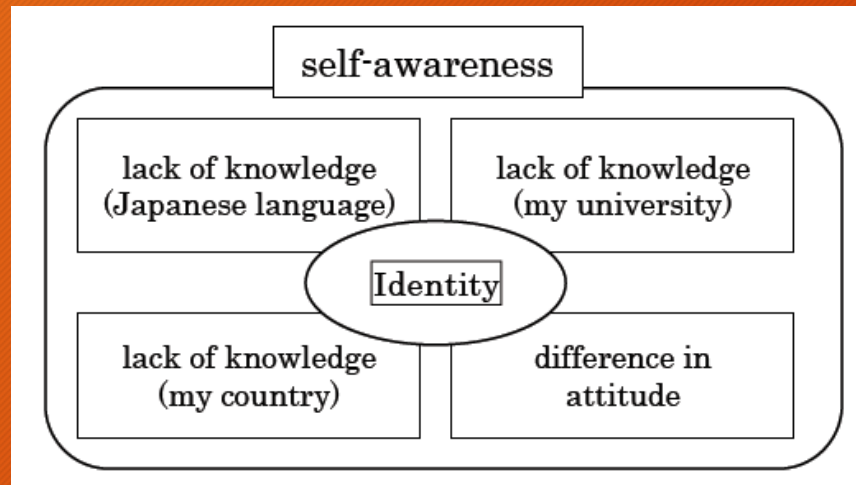 self-awareness
lack of knowledge
(Japanese language)
lack of knowledge
(my university)
Identity
lack of knowledge
(my country)
difference in
attitude